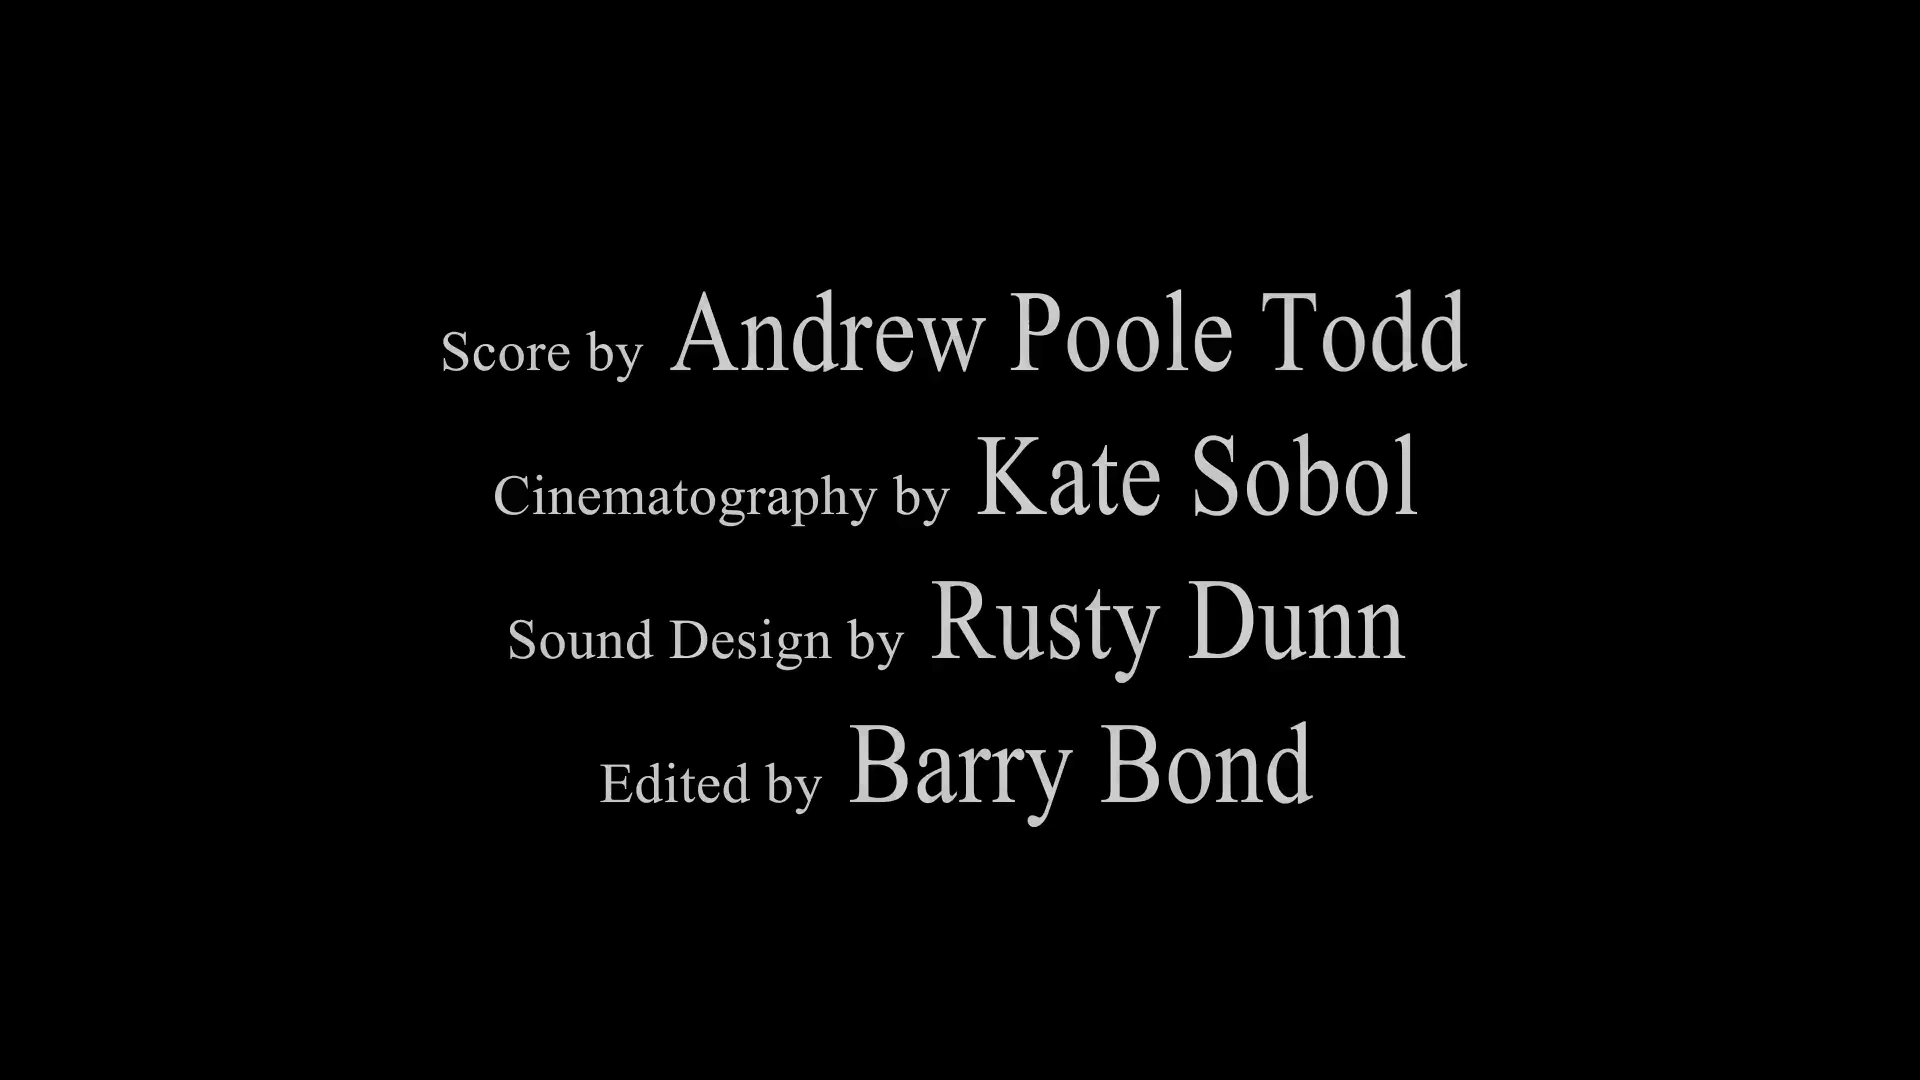 Score by Andrew Poole Todd
Cinematography by Kate Sobol
Sound Design by Rusty Dunn
Edited by Barry Bond